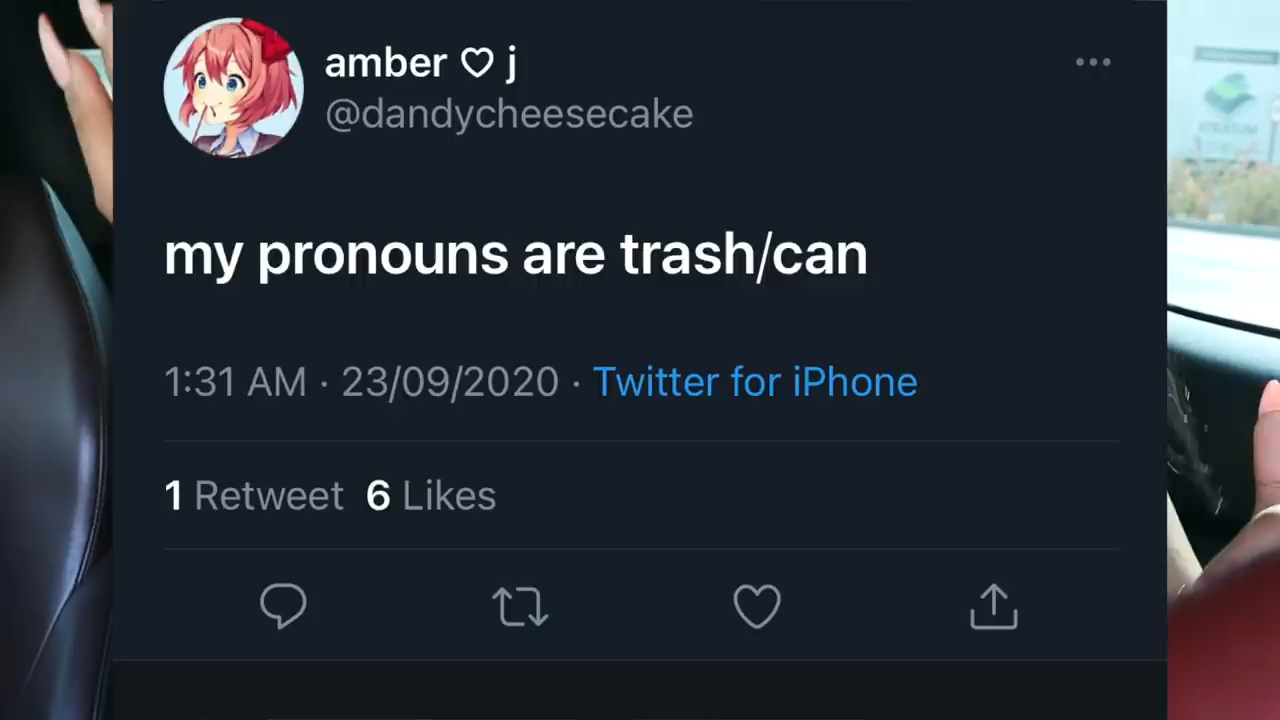 amber ♡ j
@dandycheesecake
my pronouns are trash/can
1:31 AM · 23/09/2020 · Twitter for iPhone
1 Retweet 6 Likes